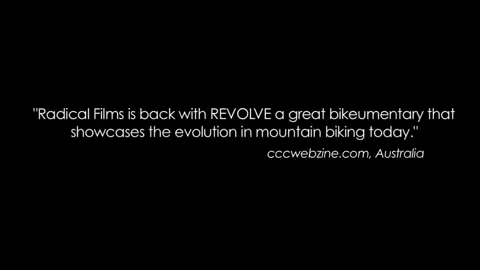 "Radical Films is back with REVOLVE a great bikeumentary that
showcases the evolution in mountain biking today."
cccwebzine.com, Australia